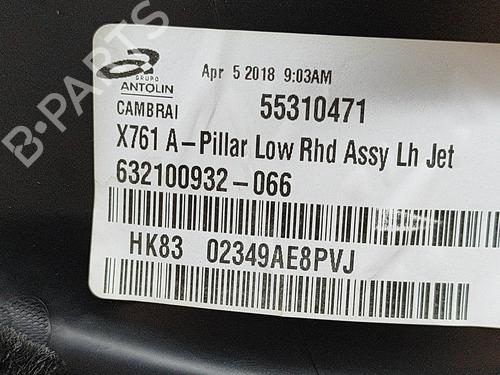 B-PARTS
GRUPO
ANTOLIN
Apr 5 2018 9:03AM
CAMBRAI
55310471
X761 A-Pillar Low Rhd Assy Lh Jet
632100932-066
HK83 02349AE8PVJ